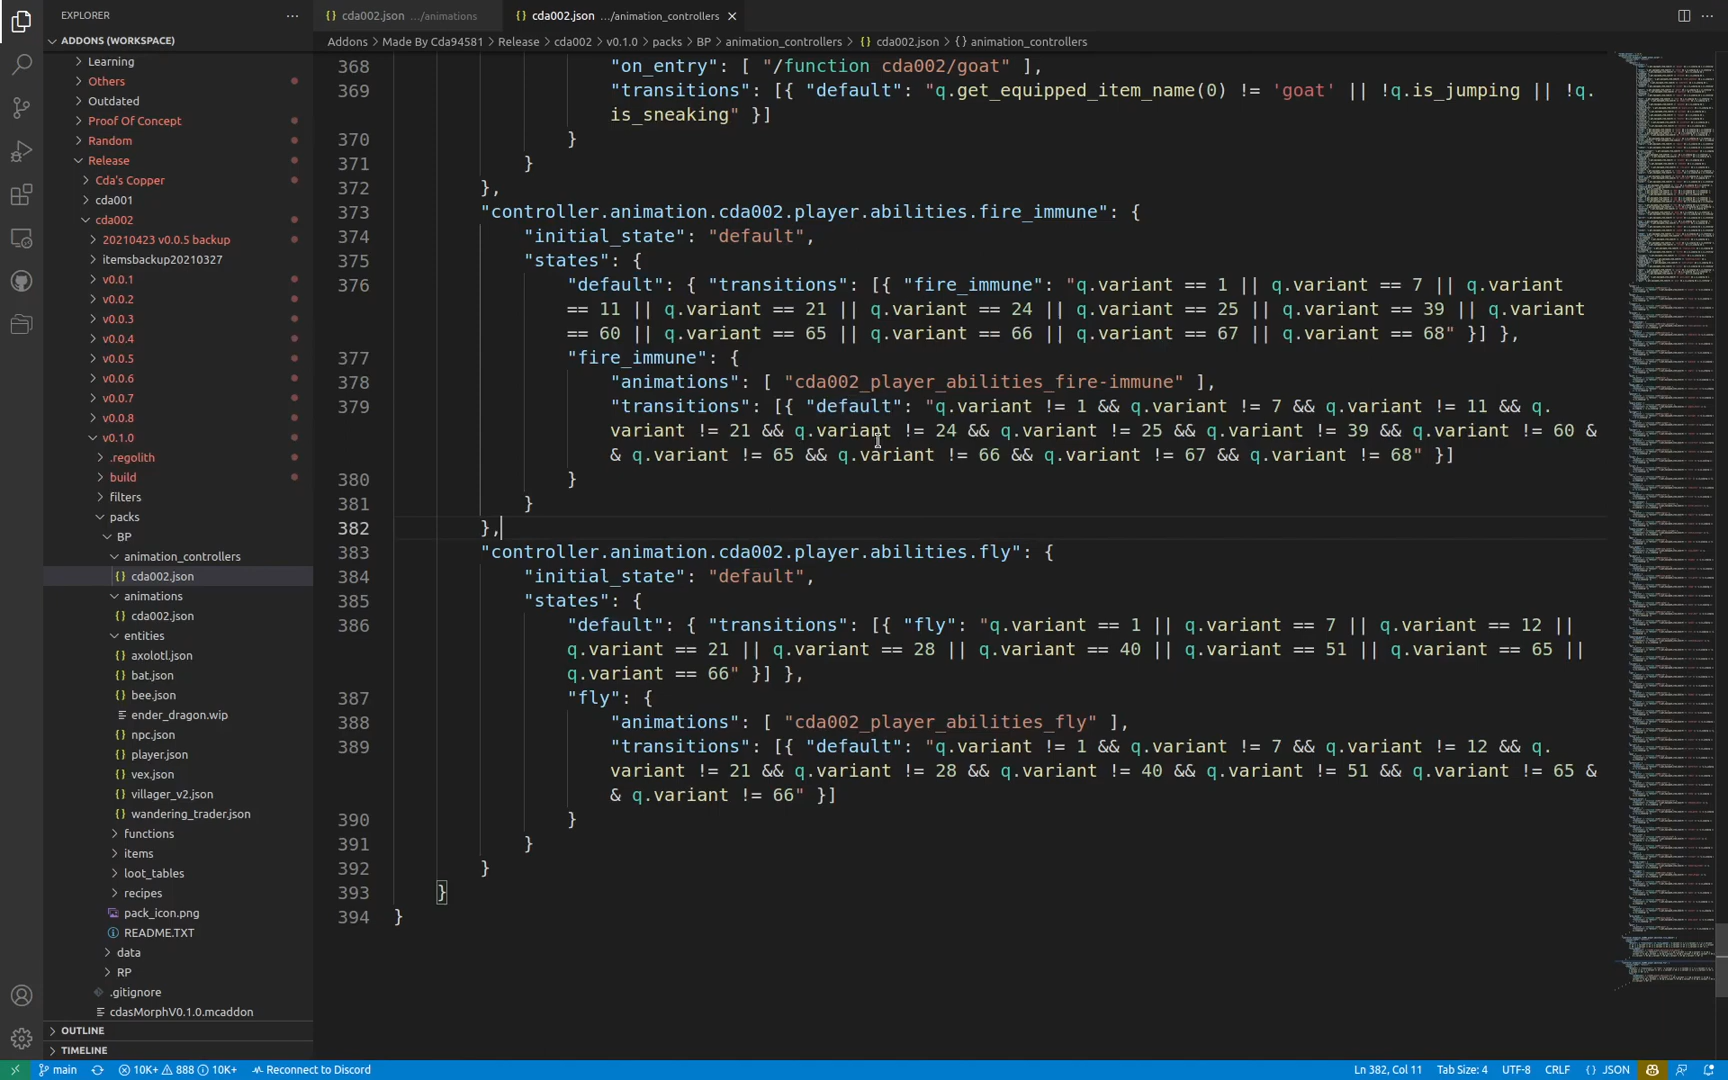 EXPLORER
ADDONS (WORKSPACE)
Learning
Others
Outdated
Proof Of Concept
Random
Release
Cda's Copper
cda001
cda002
20210423 v0.0.5 backup
itemsbackup20210327
v0.0.1
v0.0.2
v0.0.3
v0.0.4
v0.0.5
v0.0.6
v0.0.7
v0.0.8
v0.1.0
.regolith
build
filters
packs
BP
animation_controllers
{} cda002.json
animations
{} cda002.json
entities
{} axolotl.json
{} bat.json
{} bee.json
ender_dragon.wip
{} npc.json
{} player.json
{} vex.json
{} villager_v2.json
{} wandering_trader.json
functions
items
loot_tables
recipes
pack_icon.png
README.TXT
data
RP
.gitignore
cdasMorphV0.1.0.mcaddon
OUTLINE
TIMELINE
{} cda002.json .../animations
{} cda002.json .../animation_controllers
Addons > Made By Cda94581 > Release > cda002 > v0.1.0 > packs > BP > animation_controllers > {} cda002.json > {} animation_controllers
368 "on_entry": [ "/function cda002/goat" ],
369 "transitions": [{ "default": "q.get_equipped_item_name(0) != 'goat' || !q.is_jumping || !q.
is_sneaking" }]
370 }
371 }
372 },
373 "controller.animation.cda002.player.abilities.fire_immune": {
374 "initial_state": "default",
375 "states": {
376 "default": { "transitions": [{ "fire_immune": "q.variant == 1 || q.variant == 7 || q.variant
== 11 || q.variant == 21 || q.variant == 24 || q.variant == 25 || q.variant == 39 || q.variant
== 60 || q.variant == 65 || q.variant == 66 || q.variant == 67 || q.variant == 68" }] },
377 "fire_immune": {
378 "animations": [ "cda002_player_abilities_fire-immune" ],
379 "transitions": [{ "default": "q.variant != 1 && q.variant != 7 && q.variant != 11 && q.
variant != 21 && q.variant != 24 && q.variant != 25 && q.variant != 39 && q.variant != 60 &
& q.variant != 65 && q.variant != 66 && q.variant != 67 && q.variant != 68" }]
380 }
381 }
382 },
383 "controller.animation.cda002.player.abilities.fly": {
384 "initial_state": "default",
385 "states": {
386 "default": { "transitions": [{ "fly": "q.variant == 1 || q.variant == 7 || q.variant == 12 ||
q.variant == 21 || q.variant == 28 || q.variant == 40 || q.variant == 51 || q.variant == 65 ||
q.variant == 66" }] },
387 "fly": {
388 "animations": [ "cda002_player_abilities_fly" ],
389 "transitions": [{ "default": "q.variant != 1 && q.variant != 7 && q.variant != 12 && q.
variant != 21 && q.variant != 28 && q.variant != 40 && q.variant != 51 && q.variant != 65 &
& q.variant != 66" }]
390 }
391 }
392 }
393 }
394 }
main 10K+ 888 10K+ Reconnect to Discord Ln 382, Col 11 Tab Size: 4 UTF-8 CRLF {} JSON